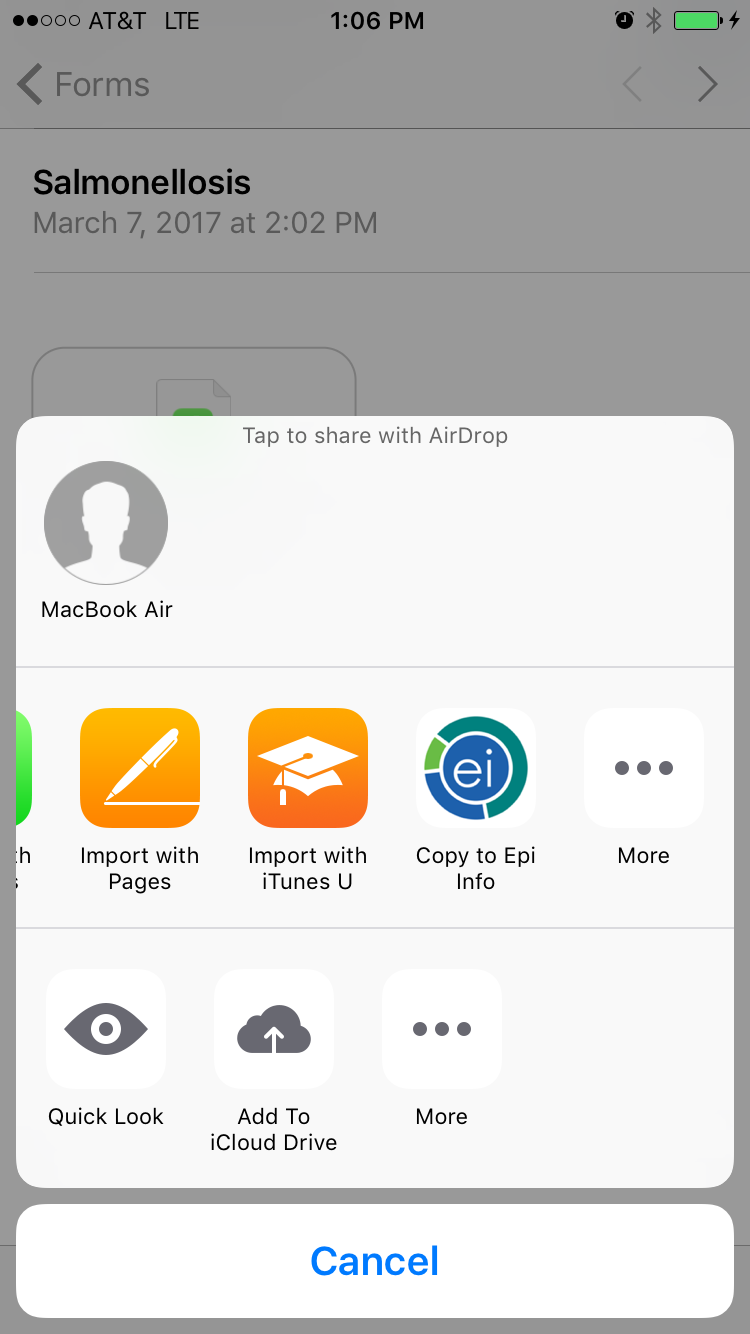 AT&T LTE 1:06 PM
Forms
Salmonellosis
March 7, 2017 at 2:02 PM
Tap to share with AirDrop
MacBook Air
ei
th Import with Import with Copy to Epi More
s Pages iTunes U Info
Quick Look Add To More
iCloud Drive
Cancel